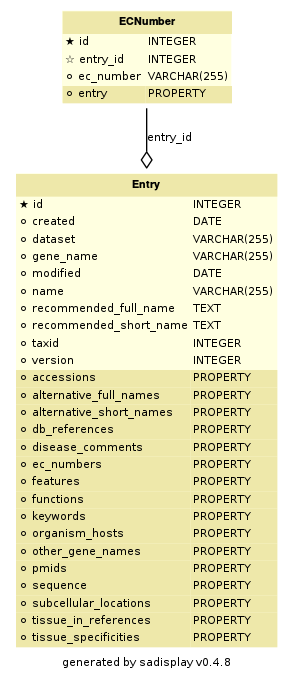 ECNumber
★ id INTEGER
☆ entry_id INTEGER
ec_number VARCHAR(255)
entry PROPERTY
entry_id
Entry
★ id INTEGER
created DATE
dataset VARCHAR(255)
gene_name VARCHAR(255)
modified DATE
name VARCHAR(255)
recommended_full_name TEXT
recommended_short_name TEXT
taxid INTEGER
version INTEGER
accessions PROPERTY
alternative_full_names PROPERTY
alternative_short_names PROPERTY
db_references PROPERTY
disease_comments PROPERTY
ec_numbers PROPERTY
features PROPERTY
functions PROPERTY
keywords PROPERTY
organism_hosts PROPERTY
other_gene_names PROPERTY
pmids PROPERTY
sequence PROPERTY
subcellular_locations PROPERTY
tissue_in_references PROPERTY
tissue_specificities PROPERTY
generated by sadisplay v0.4.8